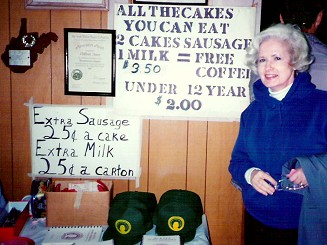 ALL THE CAKES
YOU CAN EAT
2 CAKES SAUSAGE
1 MILK = FREE
$3.50 COFFEE
UNDER 12 YEAR
$2.00
EXTRA SAUSAGE
25¢ A CAKE
EXTRA MILK
25¢ A CARTON